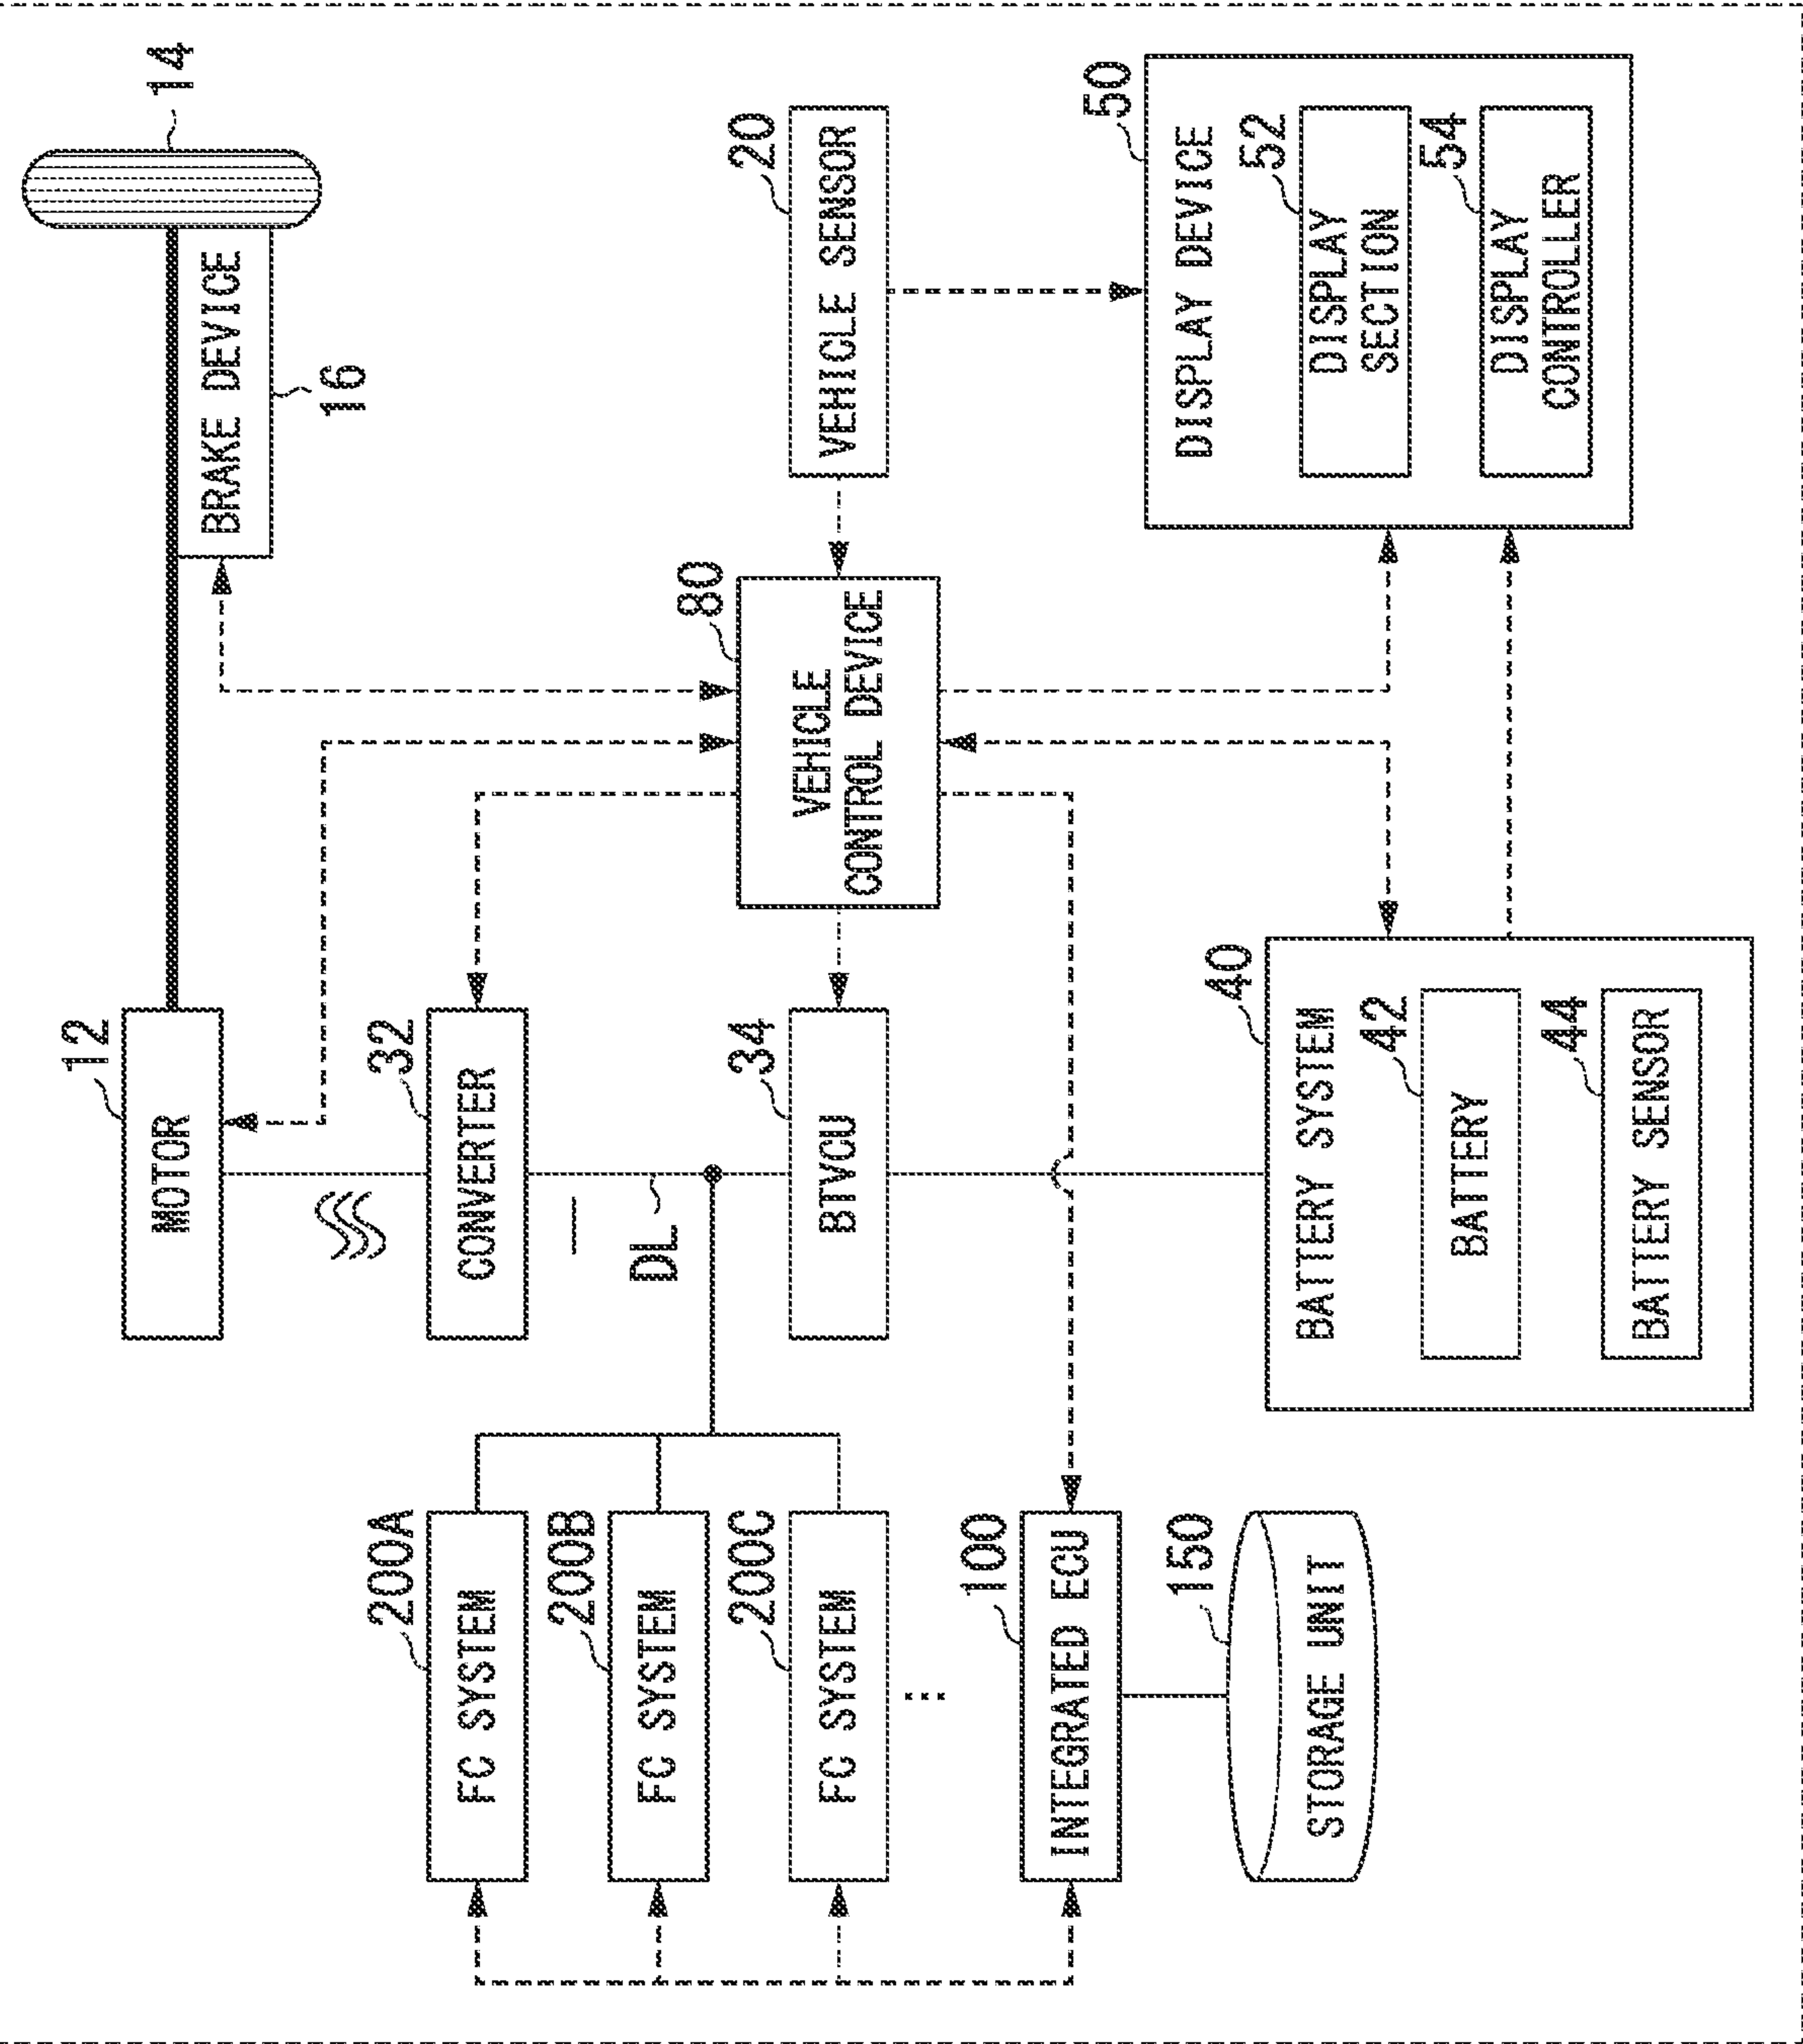 12
MOTOR
14
BRAKE DEVICE
16
200A
FC SYSTEM
200B
FC SYSTEM
200C
FC SYSTEM
...
32
CONVERTER
DL
34
BTVCU
80
VEHICLE
CONTROL DEVICE
20
VEHICLE SENSOR
100
INTEGRATED ECU
150
STORAGE UNIT
40
BATTERY SYSTEM
42
BATTERY
44
BATTERY SENSOR
50
DISPLAY DEVICE
52
DISPLAY
SECTION
54
DISPLAY
CONTROLLER